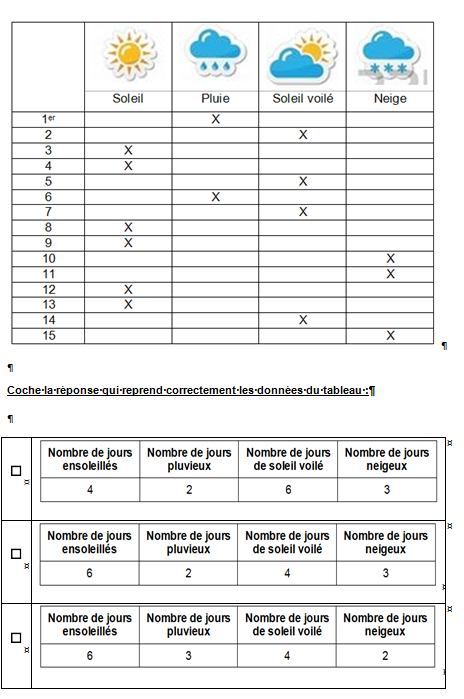 Soleil Pluie Soleil voilé Neige
1er X
2 X
3 X
4 X
5 X
6 X
7 X
8 X
9 X
10 X
11 X
12 X
13 X
14 X
15 X ¶
¶
Coche·la·réponse·qui·reprend·correctement·les·données·du·tableau·:¶
¶
Nombre de jours ensoleillés Nombre de jours pluvieux Nombre de jours de soleil voilé Nombre de jours neigeux
4 2 6 3
Nombre de jours ensoleillés Nombre de jours pluvieux Nombre de jours de soleil voilé Nombre de jours neigeux
6 2 4 3
Nombre de jours ensoleillés Nombre de jours pluvieux Nombre de jours de soleil voilé Nombre de jours neigeux
6 3 4 2